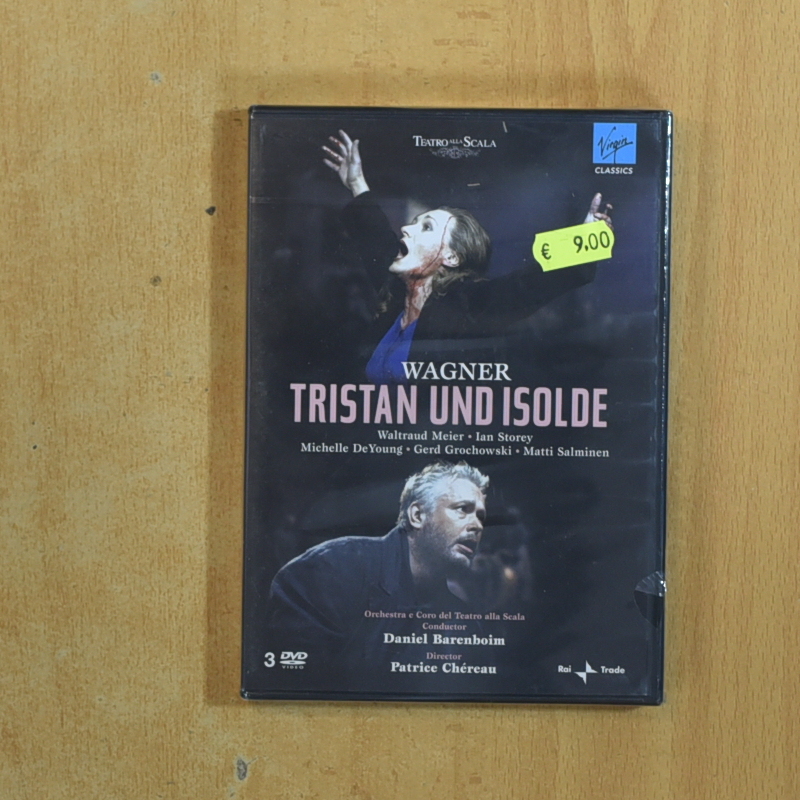 TEATRO ALLA SCALA
Virgin
CLASSICS
€ 9.00
WAGNER
TRISTAN UND ISOLDE
Waltraud Meier • Ian Storey
Michelle DeYoung • Gerd Grochowski • Matti Salminen
Orchestra e Coro del Teatro alla Scala
Conductor
Daniel Barenboim
Director
Patrice Chéreau
3 DVD
VIDEO
Rai Trade